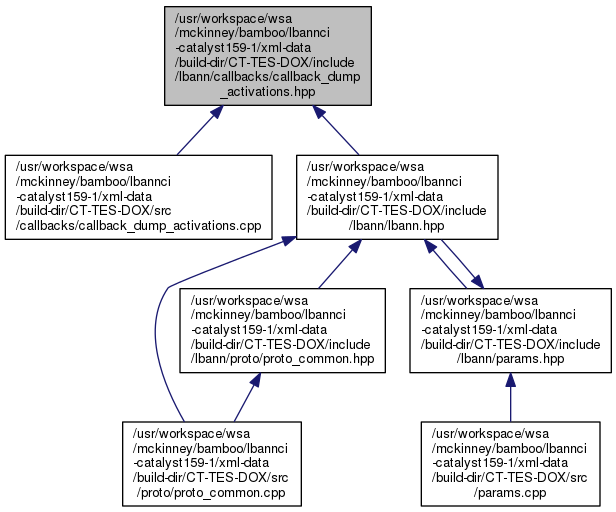 /usr/workspace/wsa
/mckinney/bamboo/lbannci
-catalyst159-1/xml-data
/build-dir/CT-TES-DOX/include
/lbann/callbacks/callback_dump
_activations.hpp
/usr/workspace/wsa
/mckinney/bamboo/lbannci
-catalyst159-1/xml-data
/build-dir/CT-TES-DOX/src
/callbacks/callback_dump_activations.cpp
/usr/workspace/wsa
/mckinney/bamboo/lbannci
-catalyst159-1/xml-data
/build-dir/CT-TES-DOX/include
/lbann/lbann.hpp
/usr/workspace/wsa
/mckinney/bamboo/lbannci
-catalyst159-1/xml-data
/build-dir/CT-TES-DOX/include
/lbann/proto/proto_common.hpp
/usr/workspace/wsa
/mckinney/bamboo/lbannci
-catalyst159-1/xml-data
/build-dir/CT-TES-DOX/include
/lbann/params.hpp
/usr/workspace/wsa
/mckinney/bamboo/lbannci
-catalyst159-1/xml-data
/build-dir/CT-TES-DOX/src
/proto/proto_common.cpp
/usr/workspace/wsa
/mckinney/bamboo/lbannci
-catalyst159-1/xml-data
/build-dir/CT-TES-DOX/src
/params.cpp